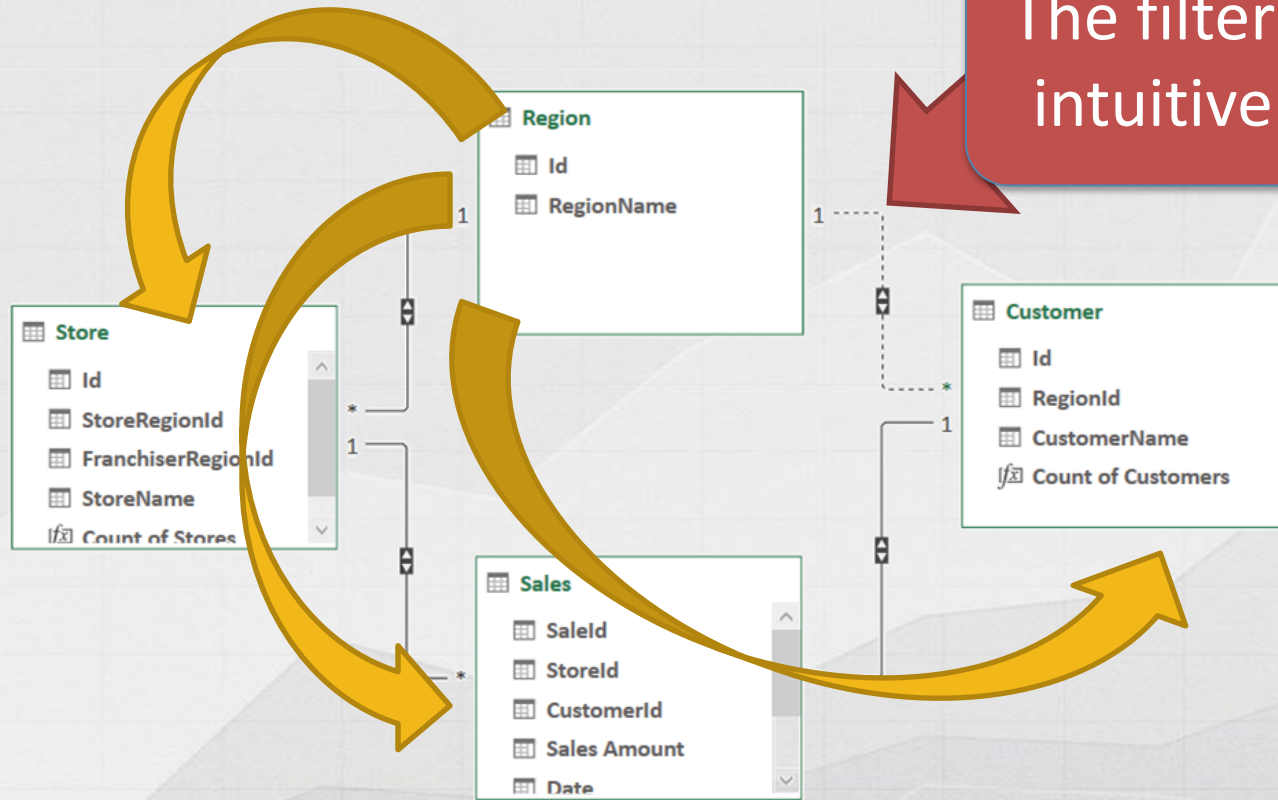 The filter
intuitive
Region
Id
RegionName
1
1
Store
Id
StoreRegionId
FranchiserRegionId
StoreName
Count of Stores
*
1
Customer
Id
RegionId
CustomerName
Count of Customers
*
1
Sales
SaleId
StoreId
CustomerId
Sales Amount
Date
*